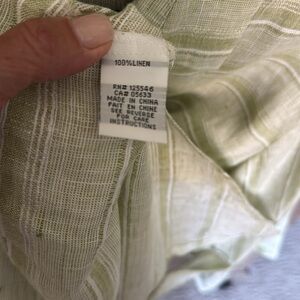 100% LINEN
RN# 125546
CA# 05633
MADE IN CHINA
FAIT EN CHINE
SEE REVERSE
FOR CARE
INSTRUCTIONS